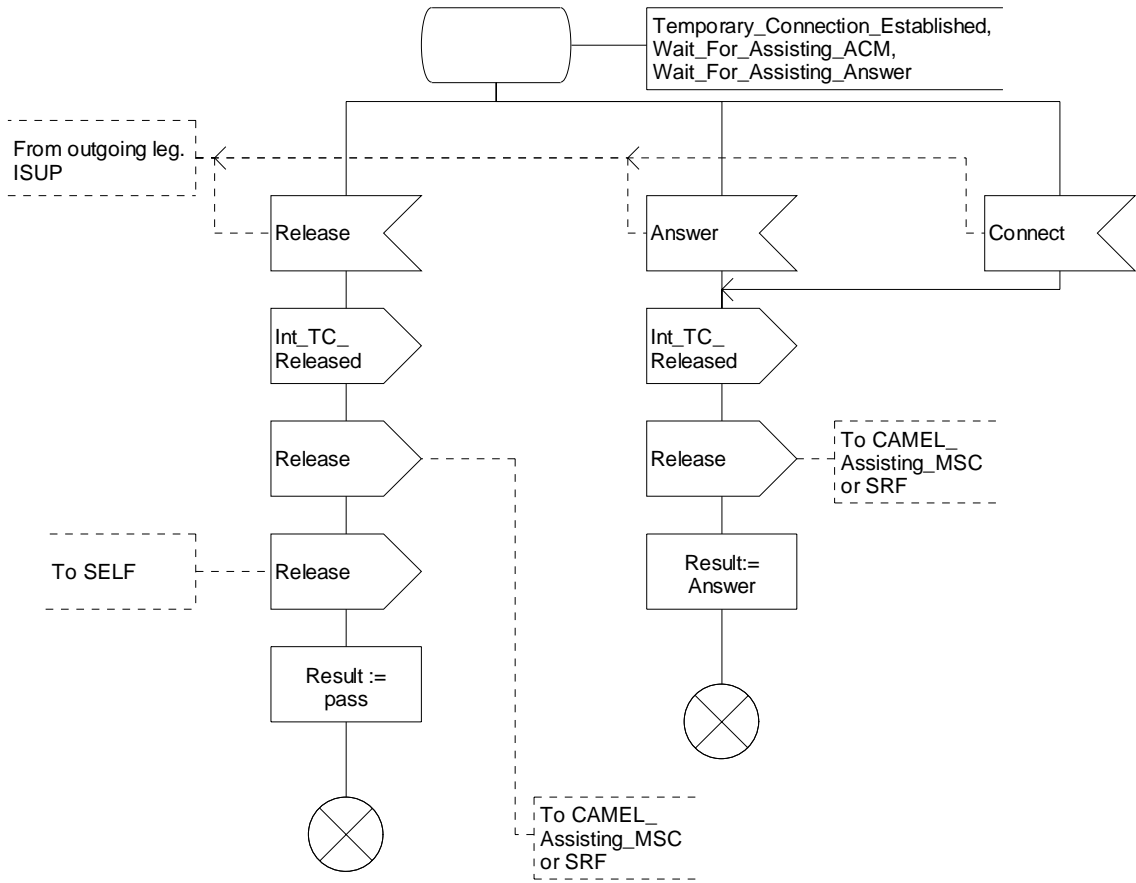 Temporary_Connection_Established,
Wait_For_Assisting_ACM,
Wait_For_Assisting_Answer
From outgoing leg.
ISUP
Release
Answer
Connect
Int_TC_
Released
Int_TC_
Released
Release
Release
To CAMEL_
Assisting_MSC
or SRF
To SELF
Release
Result:=
Answer
Result :=
pass
To CAMEL_
Assisting_MSC
or SRF